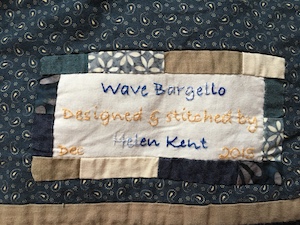 Wave Bargello
Designed & stitched by
Helen Kent
Dec 2015